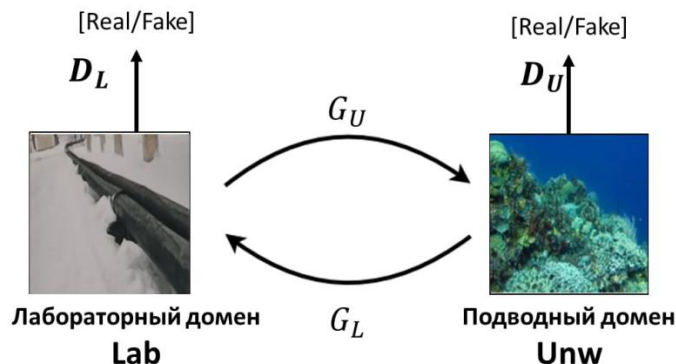 [Real/Fake]
[Real/Fake]
D_L
D_U
G_U
Лабораторный домен
Lab
G_L
Подводный домен
Unw